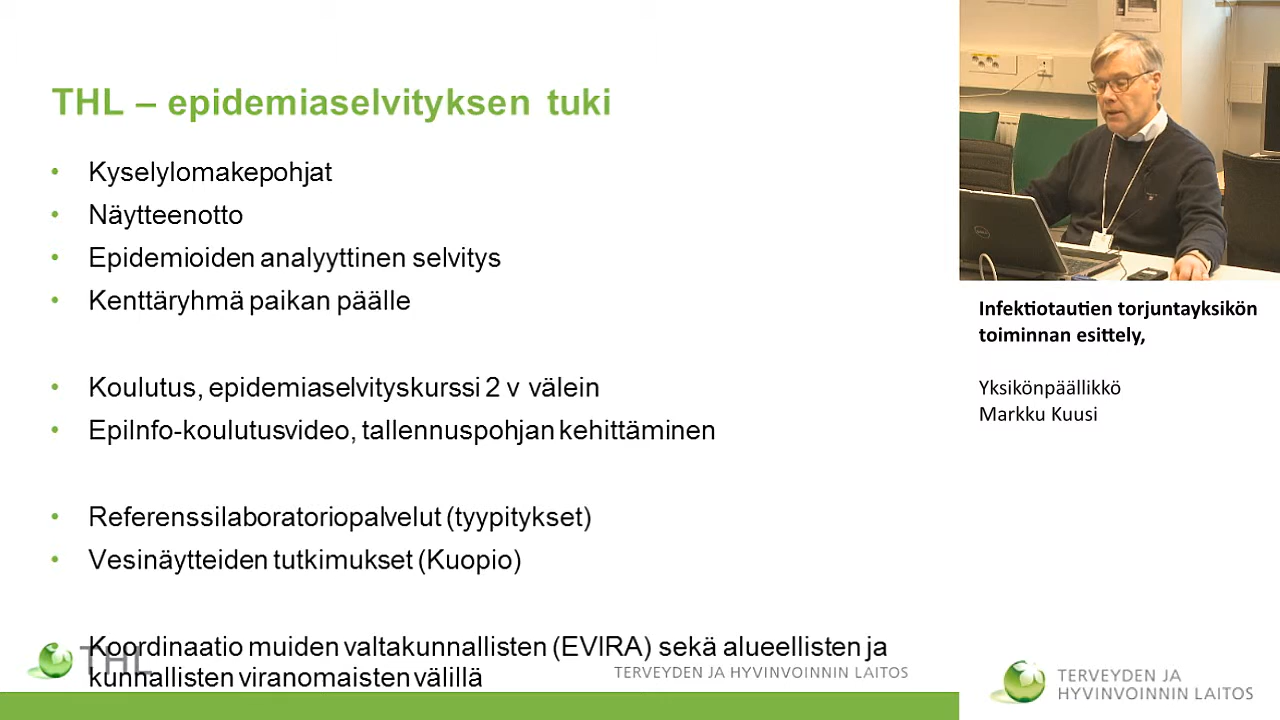 THL – epidemiaselvityksen tuki
• Kyselylomakepohjat
• Näytteenotto
• Epidemioiden analyyttinen selvitys
• Kenttäryhmä paikan päälle
• Koulutus, epidemiaselvityskurssi 2 v välein
• EpiInfo-koulutusvideo, tallennuspohjan kehittäminen
• Referenssilaboratoriopalvelut (tyypitykset)
• Vesinäytteiden tutkimukset (Kuopio)
Koordinaatio muiden valtakunnallisten (EVIRA) sekä alueellisten ja
kunnallisten viranomaisten välillä
THL
TERVEYDEN JA HYVINVOINNIN LAITOS
Infektiotautien torjuntayksikön
toiminnan esittely,
Yksikönpäällikkö
Markku Kuusi
TERVEYDEN JA
HYVINVOINNIN LAITOS